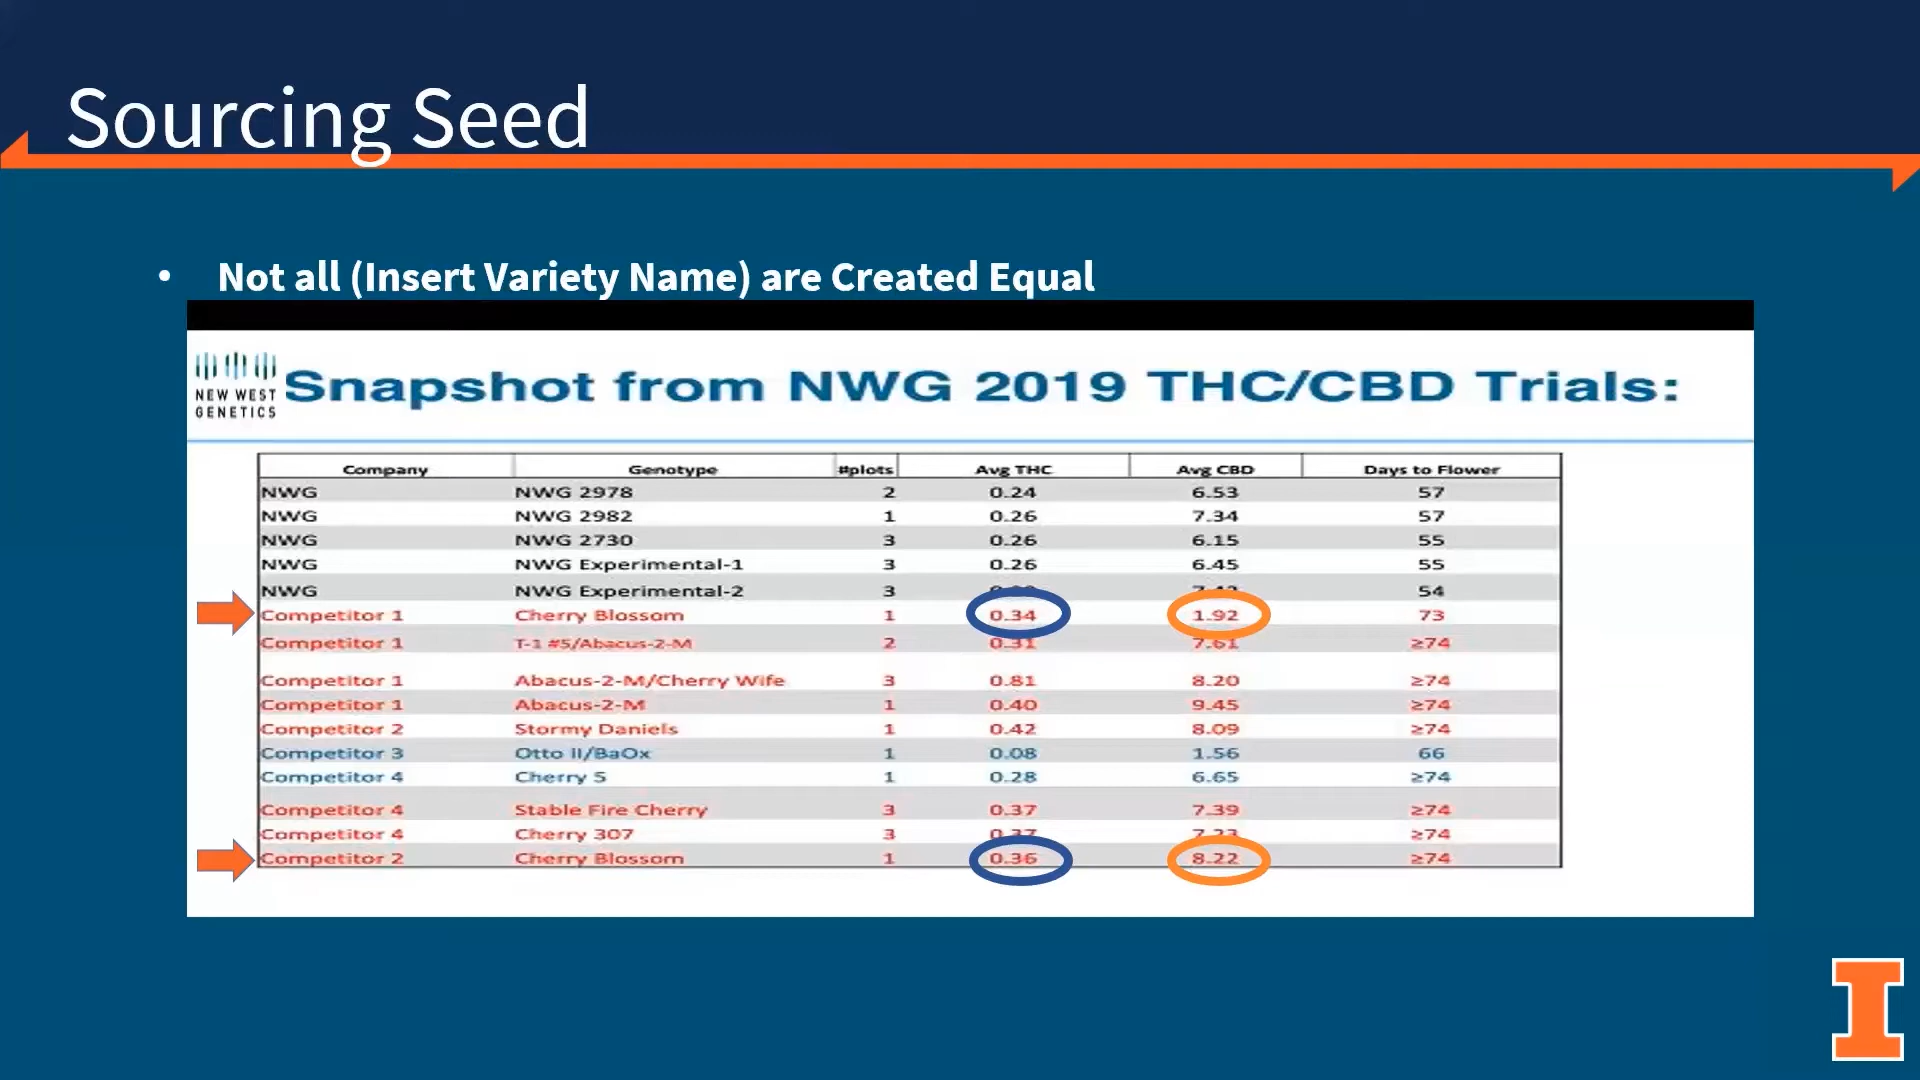 Sourcing Seed
• Not all (Insert Variety Name) are Created Equal
NEW WEST
GENETICS
Snapshot from NWG 2019 THC/CBD Trials:
Company Genotype #plots Avg THC Avg CBD Days to Flower
NWG NWG 2978 2 0.24 6.53 57
NWG NWG 2982 1 0.26 7.34 57
NWG NWG 2730 3 0.26 6.15 55
NWG NWG Experimental-1 3 0.26 6.45 55
NWG NWG Experimental-2 3 54
Competitor 1 Cherry Blossom 1 0.34 1.92 73
Competitor 1 T-1 #5/Abacus-2-M 2 0.31 7.61 ≥74
Competitor 1 Abacus-2-M/Cherry Wife 3 0.81 8.20 ≥74
Competitor 1 Abacus-2-M 1 0.40 9.45 ≥74
Competitor 2 Stormy Daniels 1 0.42 8.09 ≥74
Competitor 3 Otto II/BaOx 1 0.08 1.56 66
Competitor 4 Cherry 5 1 0.28 6.65 ≥74
Competitor 4 Stable Fire Cherry 3 0.37 7.39 ≥74
Competitor 4 Cherry 307 3 0.37 7.23 ≥74
Competitor 2 Cherry Blossom 1 0.36 8.22 ≥74
I